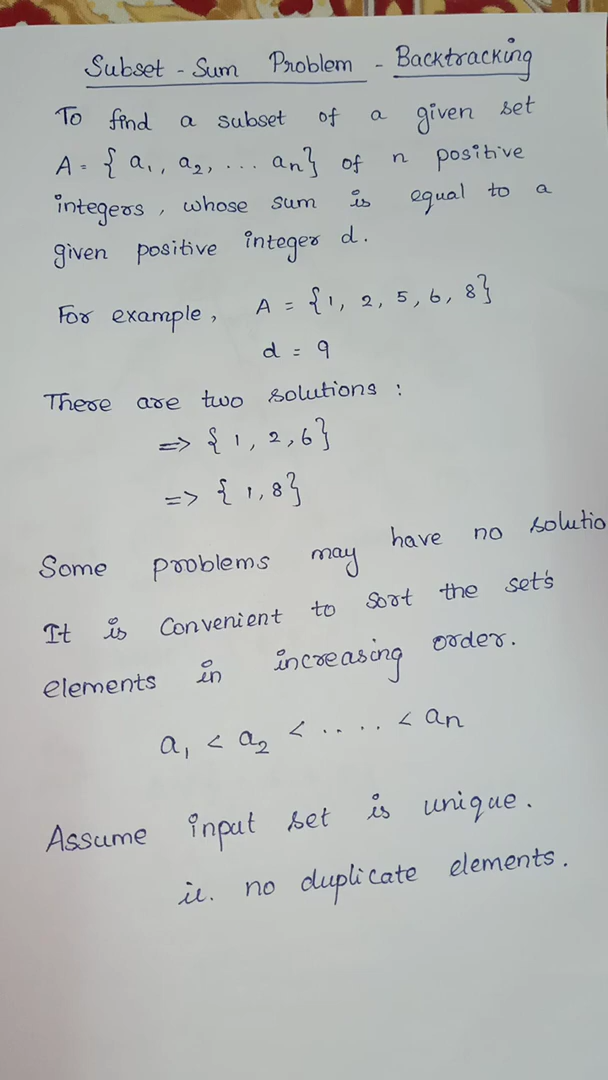 Subset - Sum Problem - Backtracking
To find a subset of a given set
A = { a1, a2, ... an} of n positive
integers, whose sum is equal to a
given positive integer d.
For example, A = {1, 2, 5, 6, 8}
d = 9
There are two solutions :
=> {1, 2, 6}
=> {1, 8}
Some problems may have no solutio
It is convenient to sort the set's
elements in increasing order.
a1 < a2 < ..... < an
Assume input set is unique.
ie. no duplicate elements.